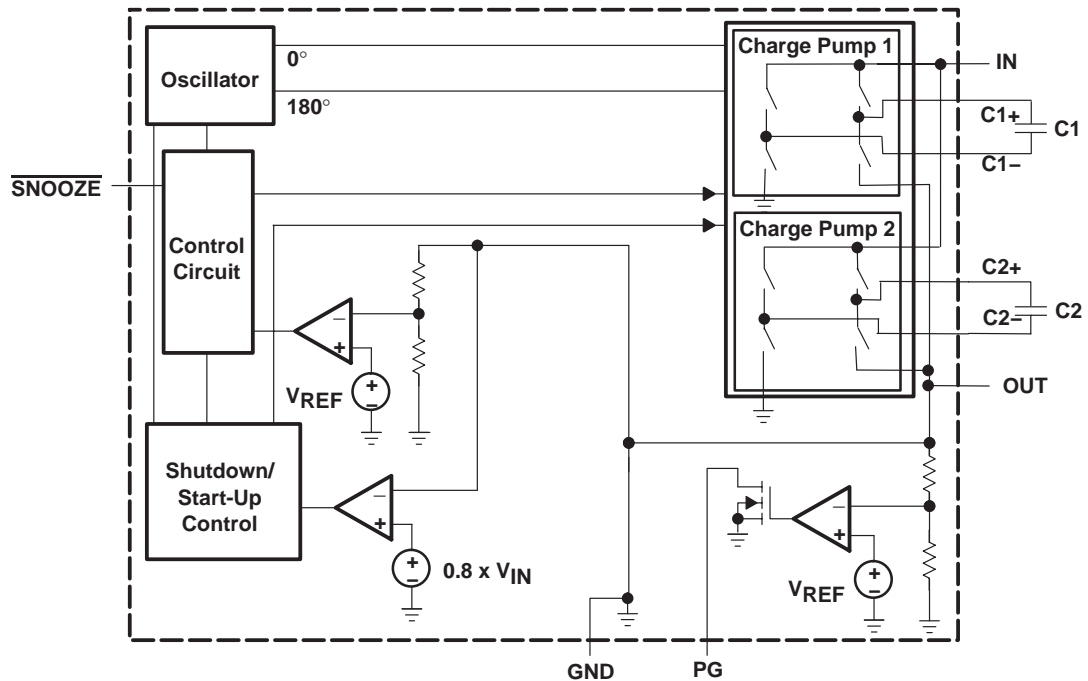 Oscillator
0°
180°
Charge Pump 1
IN
C1+
C1
C1−
SNOOZE
Control
Circuit
Charge Pump 2
C2+
C2
C2−
−
+
+
−
VREF
OUT
Shutdown/
Start-Up
Control
−
+
+
−
0.8 x VIN
−
+
+
−
VREF
GND
PG